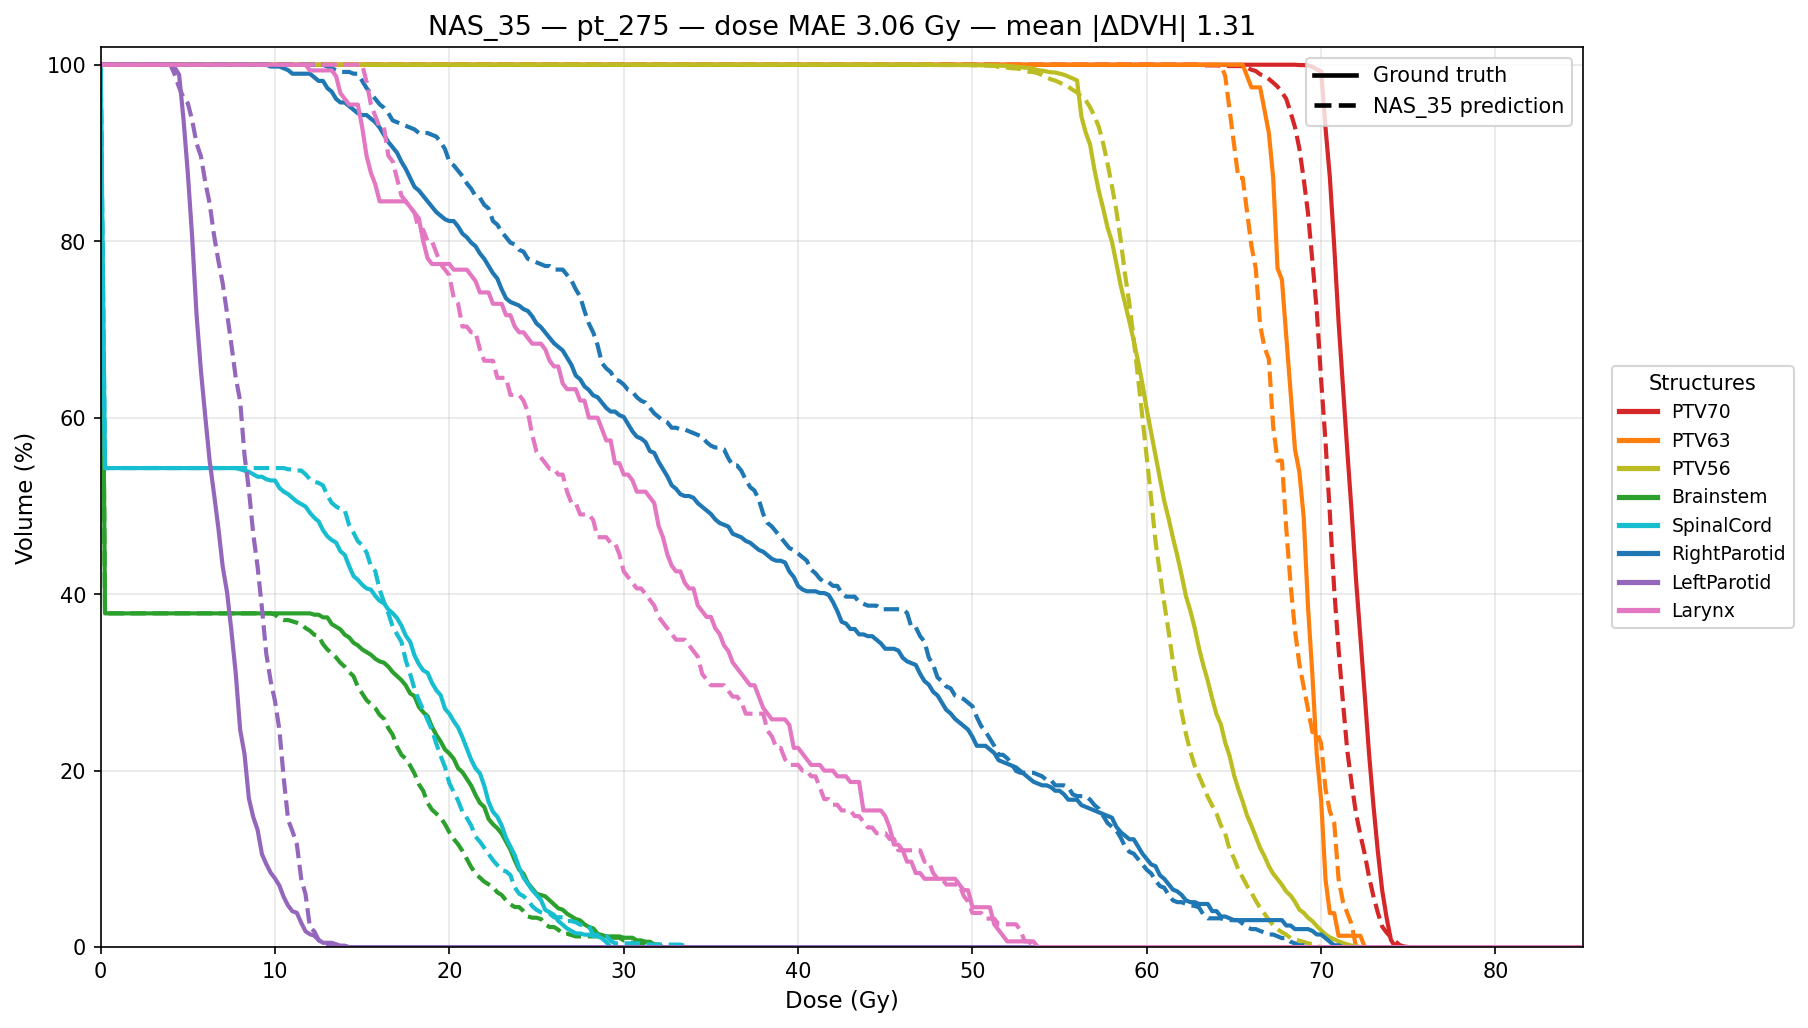 NAS_35 — pt_275 — dose MAE 3.06 Gy — mean |ΔDVH| 1.31
Ground truth
NAS_35 prediction
Volume (%)
100
80
60
40
20
0
0 10 20 30 40 50 60 70 80
Dose (Gy)
Structures
PTV70
PTV63
PTV56
Brainstem
SpinalCord
RightParotid
LeftParotid
Larynx